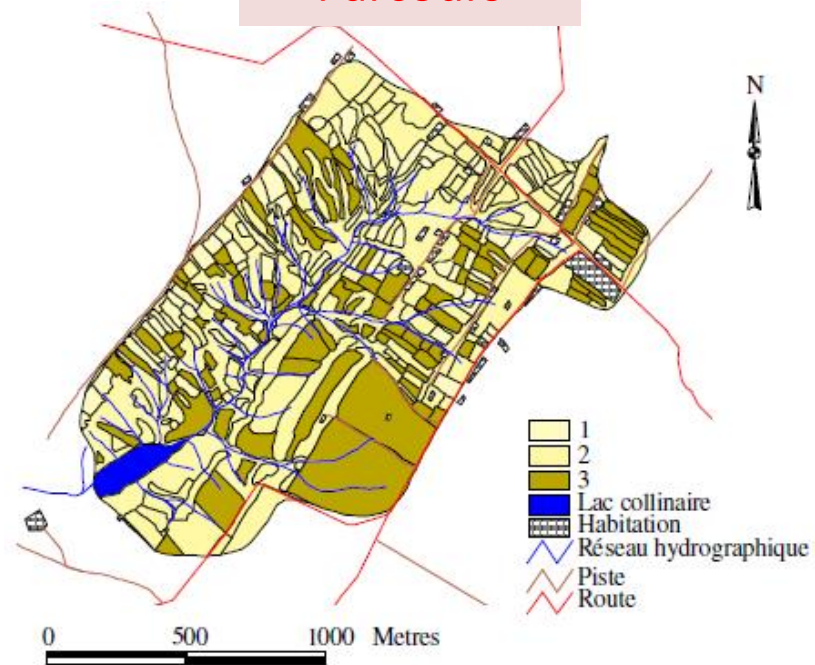 N
1
2
3
Lac collinaire
Habitation
Réseau hydrographique
Piste
Route
0 500 1000 Metres